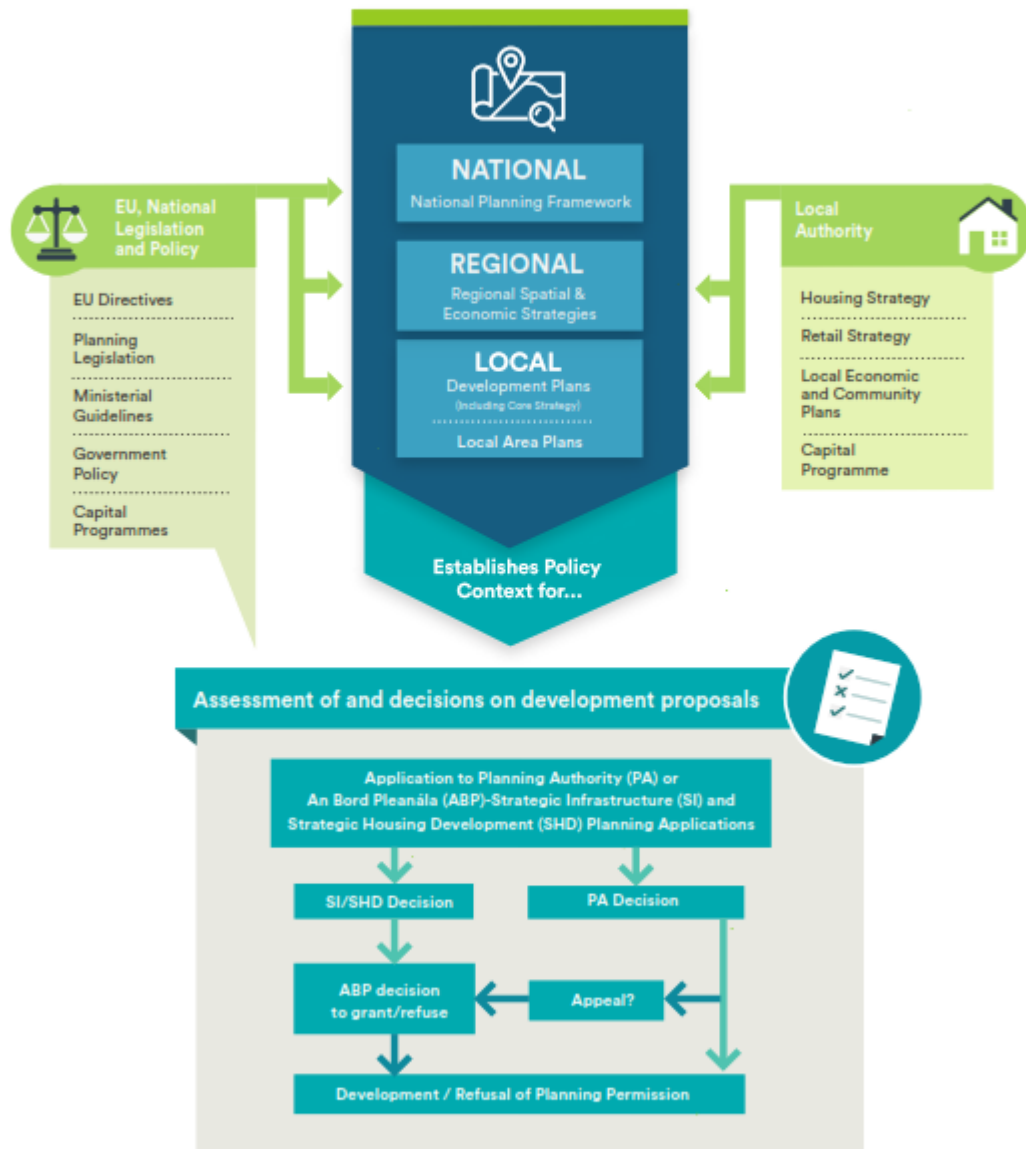 NATIONAL
National Planning Framework
EU, National
Legislation
and Policy
Local
Authority
REGIONAL
Regional Spatial &
Economic Strategies
EU Directives
Planning
Legislation
Ministerial
Guidelines
Government
Policy
Capital
Programmes
Housing Strategy
Retail Strategy
Local Economic
and Community
Plans
Capital
Programme
LOCAL
Development Plans
(Including Core Strategy)
Local Area Plans
Establishes Policy
Context for...
Assessment of and decisions on development proposals
Application to Planning Authority (PA) or
An Bord Pleanála (ABP)-Strategic Infrastructure (SI) and
Strategic Housing Development (SHD) Planning Applications
SI/SHD Decision
PA Decision
ABP decision
to grant/refuse
Appeal?
Development / Refusal of Planning Permission